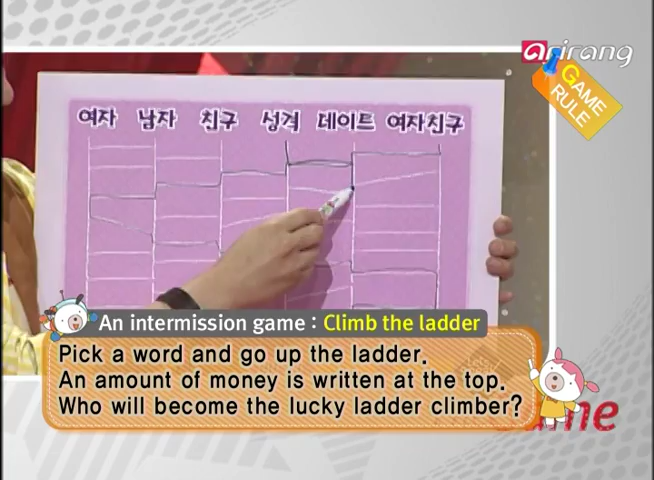 arirang
GAME
RULE
여자 남자 친구 성격 데이트 여자친구
An intermission game : Climb the ladder
Pick a word and go up the ladder.
An amount of money is written at the top.
Who will become the lucky ladder climber?